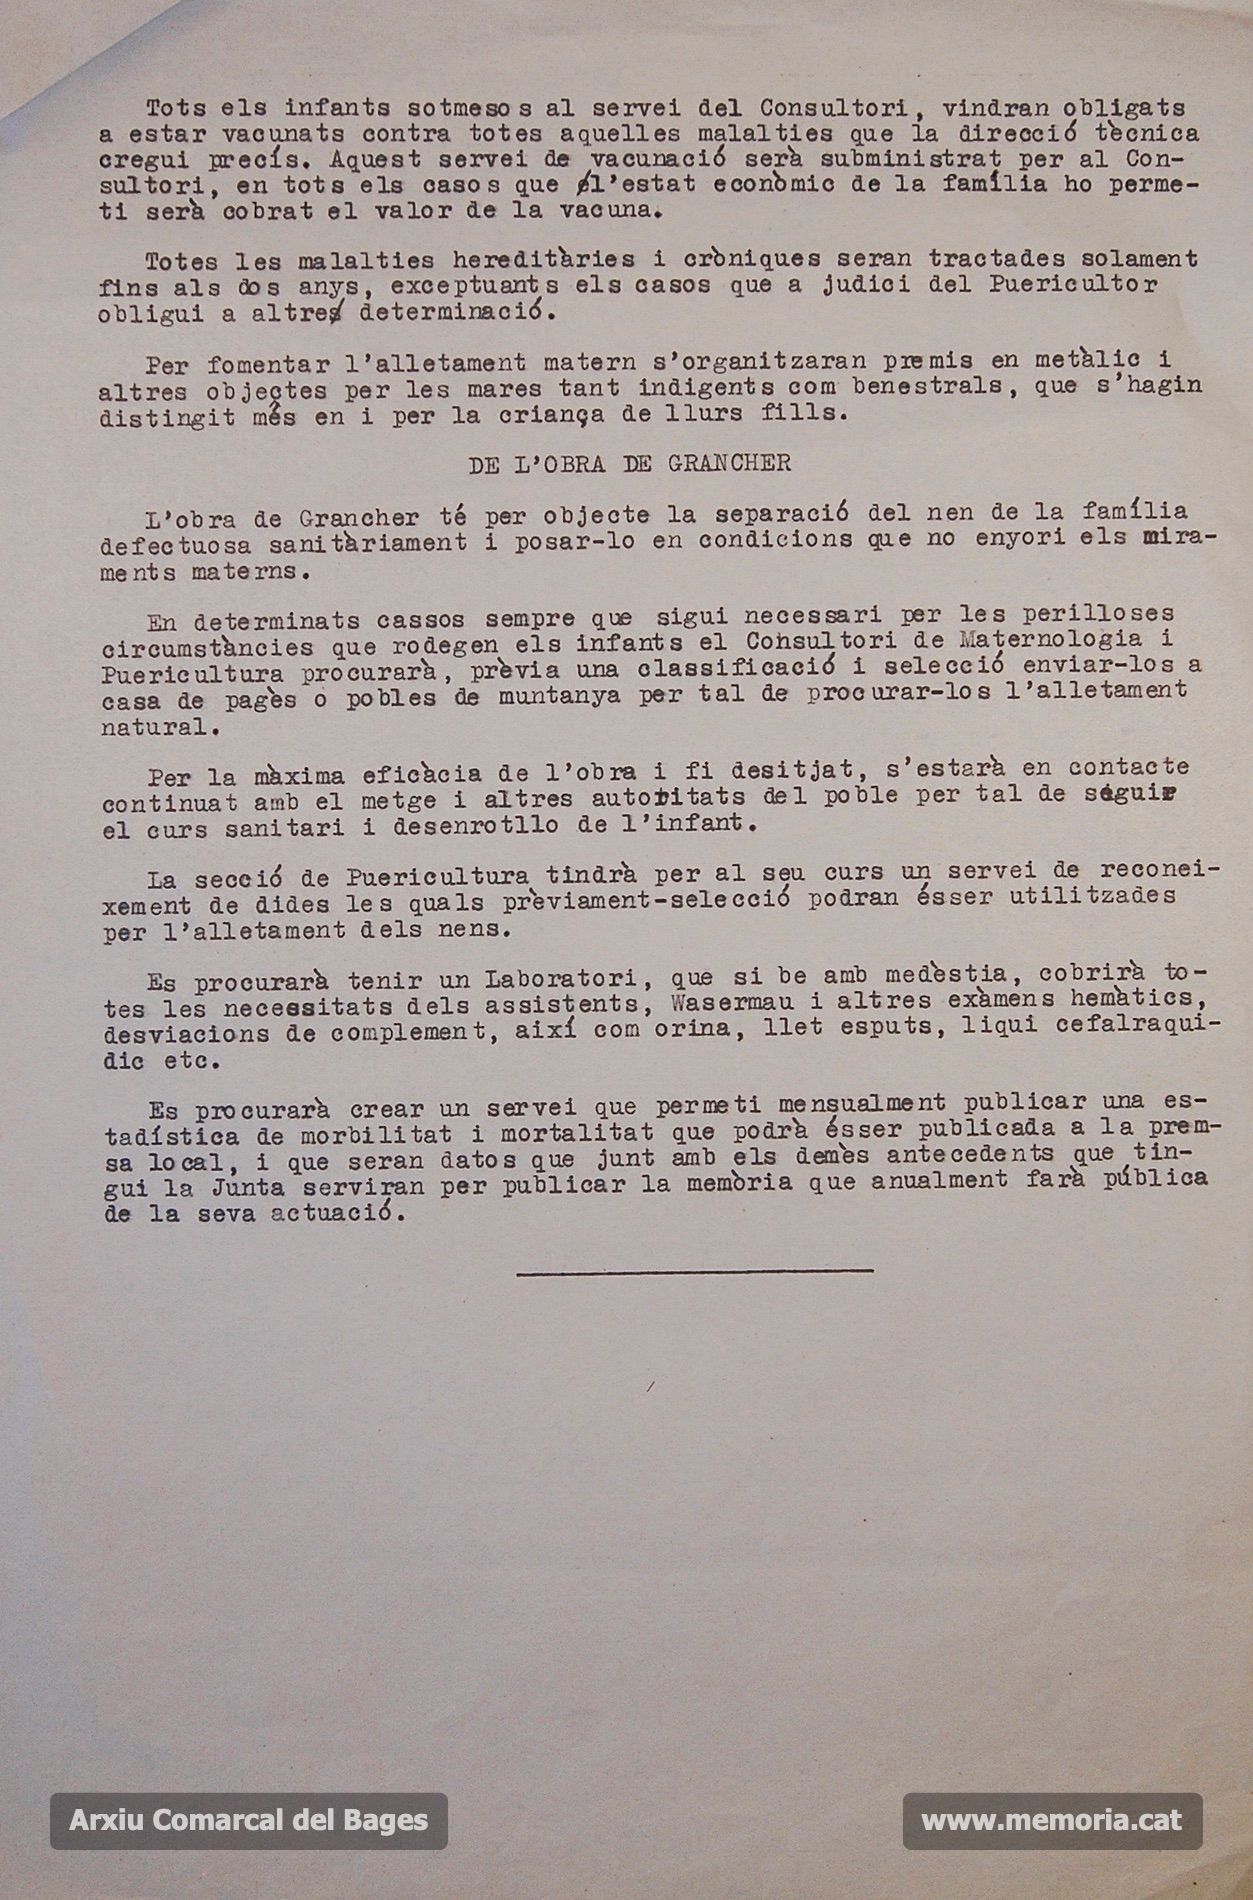 Tots els infants sotmesos al servei del Consultori, vindran obligats
a estar vacunats contra totes aquelles malalties que la direcció tècnica
cregui precís. Aquest servei de vacunació serà subministrat per al Con-
sultori, en tots els casos que l'estat econòmic de la família ho perme-
ti serà cobrat el valor de la vacuna.
Totes les malalties hereditàries i cròniques seran tractades solament
fins als dos anys, exceptuants els casos que a judici del Puericultor
obligui a altre determinació.
Per fomentar l'alletament matern s'organitzaran premis en metàlic i
altres objectes per les mares tant indigents com benestrals, que s'hagin
distingit més en i per la criança de llurs fills.
DE L'OBRA DE GRANCHER
L'obra de Grancher té per objecte la separació del nen de la família
defectuosa sanitàriament i posar-lo en condicions que no enyori els mira-
ments materns.
En determinats cassos sempre que sigui necessari per les perilloses
circumstàncies que rodegen els infants el Consultori de Maternologia i
Puericultura procurarà, prèvia una classificació i selecció enviar-los a
casa de pagès o pobles de muntanya per tal de procurar-los l'alletament
natural.
Per la màxima eficàcia de l'obra i fi desitjat, s'estarà en contacte
continuat amb el metge i altres autoritats del poble per tal de seguir
el curs sanitari i desenrotllo de l'infant.
La secció de Puericultura tindrà per al seu curs un servei de reconei-
xement de dides les quals prèviament-selecció podran ésser utilitzades
per l'alletament dels nens.
Es procurarà tenir un Laboratori, que si be amb medèstia, cobrirà to-
tes les necessitats dels assistents, Wasermau i altres exàmens hemàtics,
desviacions de complement, així com orina, llet esputs, liqui cefalraqui-
dic etc.
Es procurarà crear un servei que permeti mensualment publicar una es-
tadística de morbilitat i mortalitat que podrà ésser publicada a la prem-
sa local, i que seran datos que junt amb els demès antecedents que tin-
gui la Junta serviran per publicar la memòria que anualment farà pública
de la seva actuació.
Arxiu Comarcal del Bages
www.memoria.cat